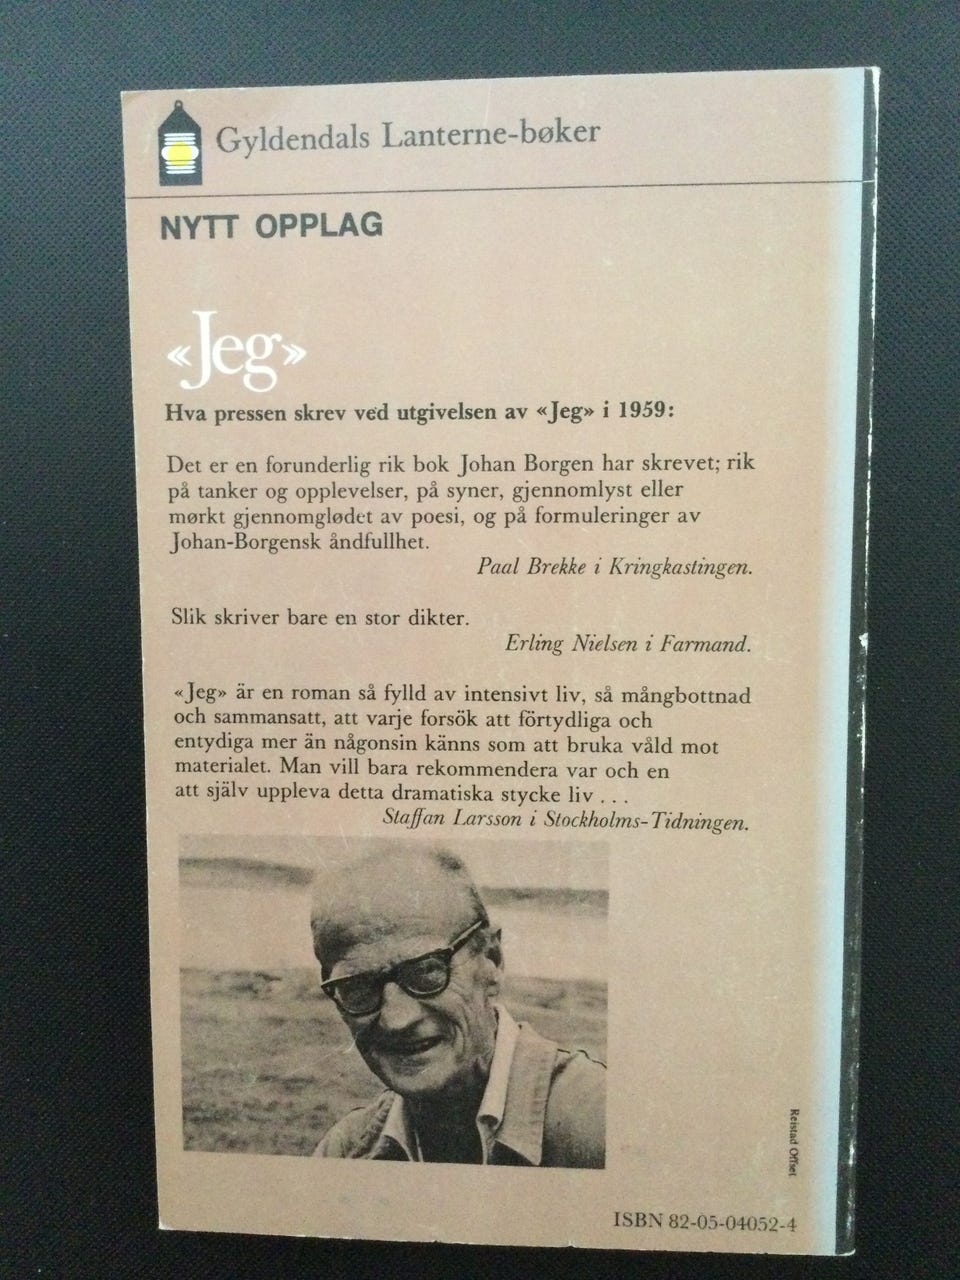 Gyldendals Lanterne-bøker
NYTT OPPLAG
«Jeg»
Hva pressen skrev ved utgivelsen av «Jeg» i 1959:
Det er en forunderlig rik bok Johan Borgen har skrevet; rik
på tanker og opplevelser, på syner, gjennomlyst eller
mørkt gjennomglødet av poesi, og på formuleringer av
Johan-Borgensk åndfullhet.
Paal Brekke i Kringkastingen.
Slik skriver bare en stor dikter.
Erling Nielsen i Farmand.
«Jeg» är en roman så fylld av intensivt liv, så mångbottnad
och sammansatt, att varje forsök att förtydliga och
entydiga mer än någonsin känns som att bruka våld mot
materialet. Man vill bara rekommendera var och en
att själv uppleva detta dramatiska stycke liv . . .
Staffan Larsson i Stockholms-Tidningen.
Reistad Offset
ISBN 82-05-04052-4